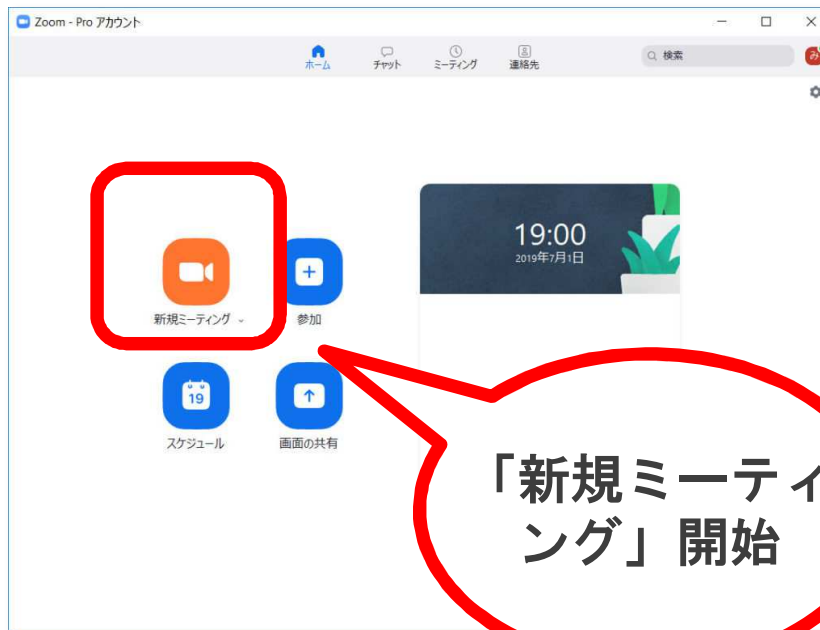 Zoom - Pro アカウント
ホーム チャット ミーティング 連絡先 検索 み
19:00
2019年7月1日
新規ミーティング 参加
19
スケジュール 画面の共有
「新規ミーティ
ング」開始